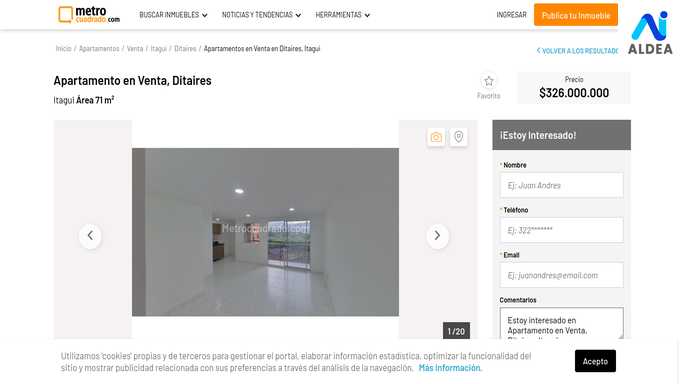 metro
cuadrado.com
BUSCAR INMUEBLES
NOTICIAS Y TENDENCIAS
HERRAMIENTAS
INGRESAR
Publica tu Inmueble
ALDEA
Inicio / Apartamentos / Venta / Itagui / Ditaires / Apartamentos en Venta en Ditaires, Itagui
VOLVER A LOS RESULTAD
Apartamento en Venta, Ditaires
Itagui Área 71 m²
Favorito
Precio
$326.000.000
Metrocuadrado.com
1 / 20
¡Estoy Interesado!
* Nombre
Ej: Juan Andres
* Teléfono
Ej: 322*******
* Email
Ej: juanandres@email.com
Comentarios
Estoy interesado en
Apartamento en Venta,
Utilizamos 'cookies' propias y de terceros para gestionar el portal, elaborar información estadística, optimizar la funcionalidad del
sitio y mostrar publicidad relacionada con sus preferencias a través del análisis de la navegación. Más información.
Acepto